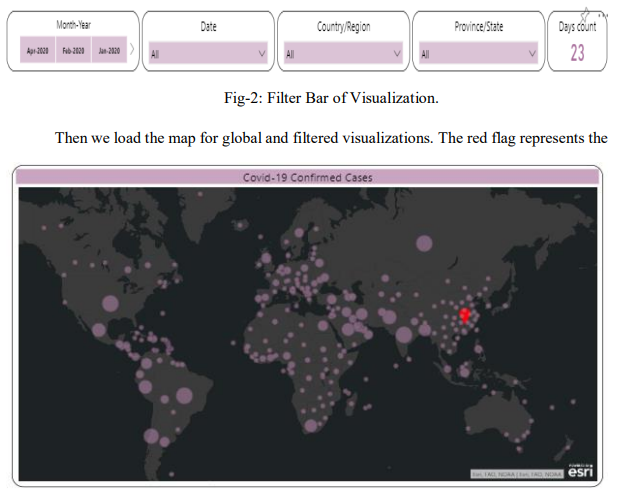 Month-Year
Date
Country/Region
Province/State
Days count
Apr-2020 Feb-2020 Jan-2020
All
All
All
23
Fig-2: Filter Bar of Visualization.
Then we load the map for global and filtered visualizations. The red flag represents the
Covid-19 Confirmed Cases
Esri, FAO, NOAA | Esri, FAO, NOAA
esri